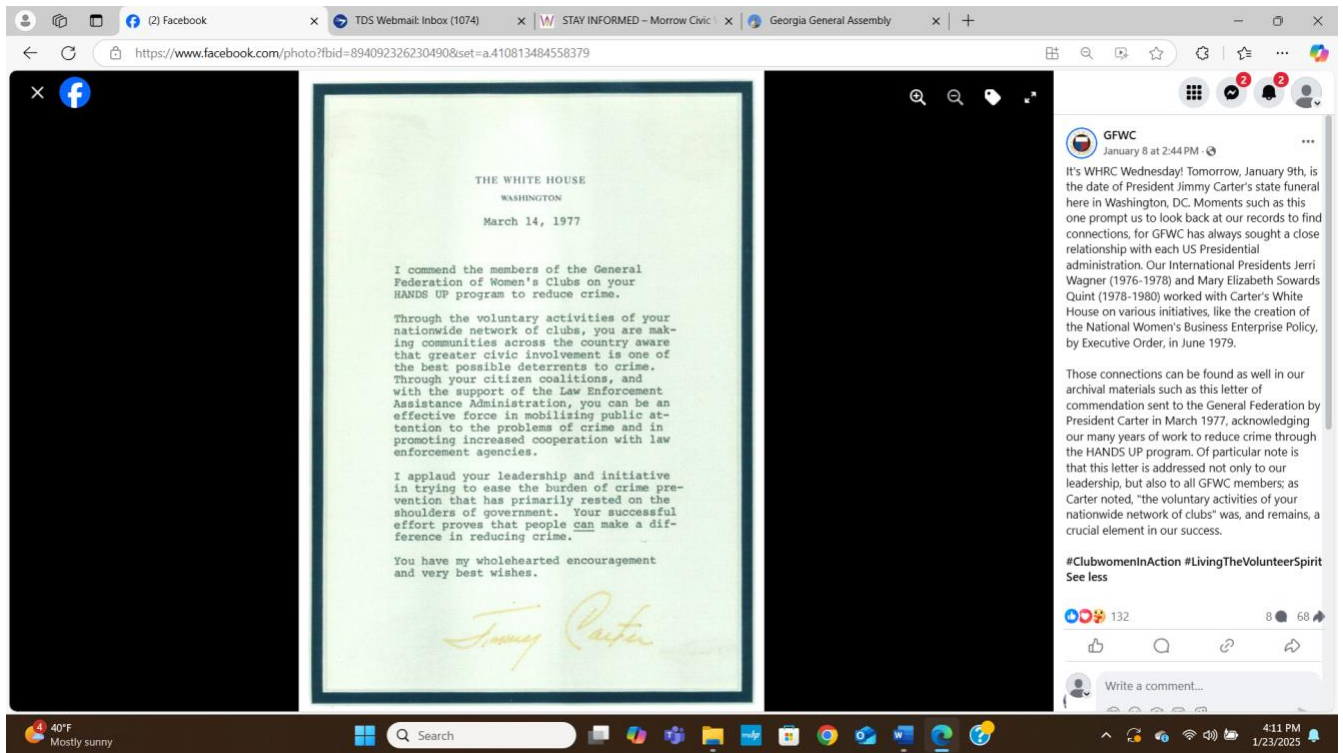 (2) Facebook
TDS Webmail: Inbox (1074)
STAY INFORMED – Morrow Civic
Georgia General Assembly
https://www.facebook.com/photo?fbid=894092326230490&set=a.410813484558379
THE WHITE HOUSE
WASHINGTON
March 14, 1977
I commend the members of the General
Federation of Women's Clubs on your
HANDS UP program to reduce crime.
Through the voluntary activities of your
nationwide network of clubs, you are mak-
ing communities across the country aware
that greater civic involvement is one of
the best possible deterrents to crime.
Through your citizen coalitions, and
with the support of the Law Enforcement
Assistance Administration, you can be an
effective force in mobilizing public at-
tention to the problems of crime and in
promoting increased cooperation with law
enforcement agencies.
I applaud your leadership and initiative
in trying to ease the burden of crime pre-
vention that has primarily rested on the
shoulders of government. Your successful
effort proves that people can make a dif-
ference in reducing crime.
You have my wholehearted encouragement
and very best wishes.
Jimmy Carter
2
2
GFWC
January 8 at 2:44 PM ·
It's WHRC Wednesday! Tomorrow, January 9th, is
the date of President Jimmy Carter's state funeral
here in Washington, DC. Moments such as this
one prompt us to look back at our records to find
connections, for GFWC has always sought a close
relationship with each US Presidential
administration. Our International Presidents Jerri
Wagner (1976-1978) and Mary Elizabeth Sowards
Quint (1978-1980) worked with Carter's White
House on various initiatives, like the creation of
the National Women's Business Enterprise Policy,
by Executive Order, in June 1979.
Those connections can be found as well in our
archival materials such as this letter of
commendation sent to the General Federation by
President Carter in March 1977, acknowledging
our many years of work to reduce crime through
the HANDS UP program. Of particular note is
that this letter is addressed not only to our
leadership, but also to all GFWC members; as
Carter noted, "the voluntary activities of your
nationwide network of clubs" was, and remains, a
crucial element in our success.
#ClubwomenInAction #LivingTheVolunteerSpirit
See less
132
8
68
Write a comment...
4
40°F
Mostly sunny
Search
4:11 PM
1/23/2025